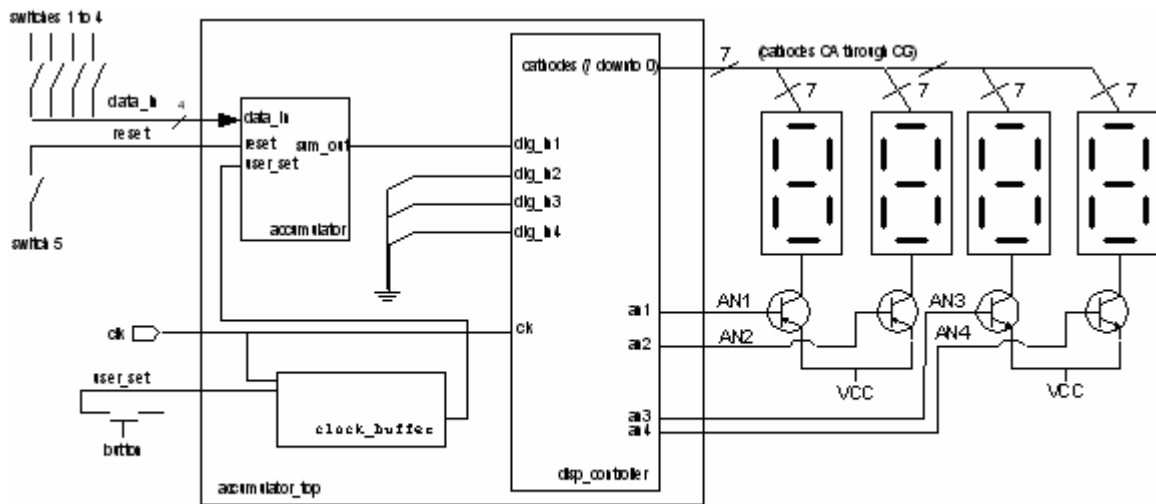 switches 1 to 4
data_in
4
reset
switch 5
clk
user_set
button
data_in
reset
sum_out
user_set
accumulator
clock_buffer
accumulator_top
cathodes (7 downto 0)
dig_in1
dig_in2
dig_in3
dig_in4
clk
an1
an2
an3
an4
disp_controller
7
(cathodes CA through CG)
7
7
7
7
AN1
AN2
AN3
AN4
VCC
VCC